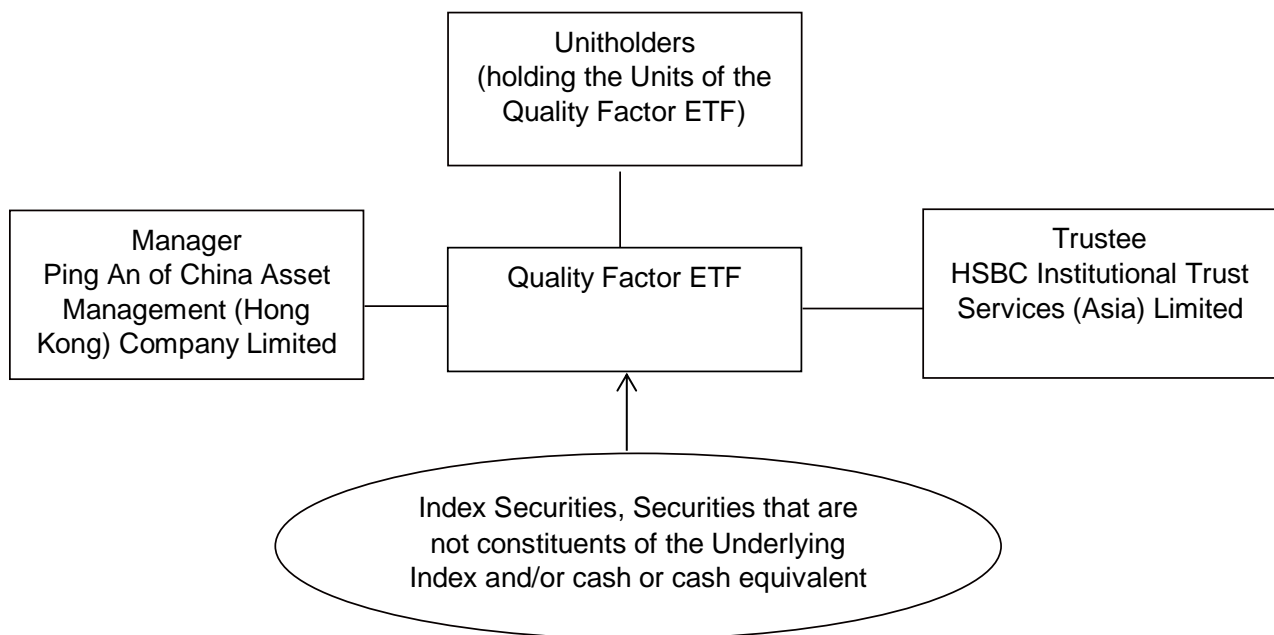 Unitholders
(holding the Units of the
Quality Factor ETF)
Manager
Ping An of China Asset
Management (Hong
Kong) Company Limited
Quality Factor ETF
Trustee
HSBC Institutional Trust
Services (Asia) Limited
Index Securities, Securities that are
not constituents of the Underlying
Index and/or cash or cash equivalent